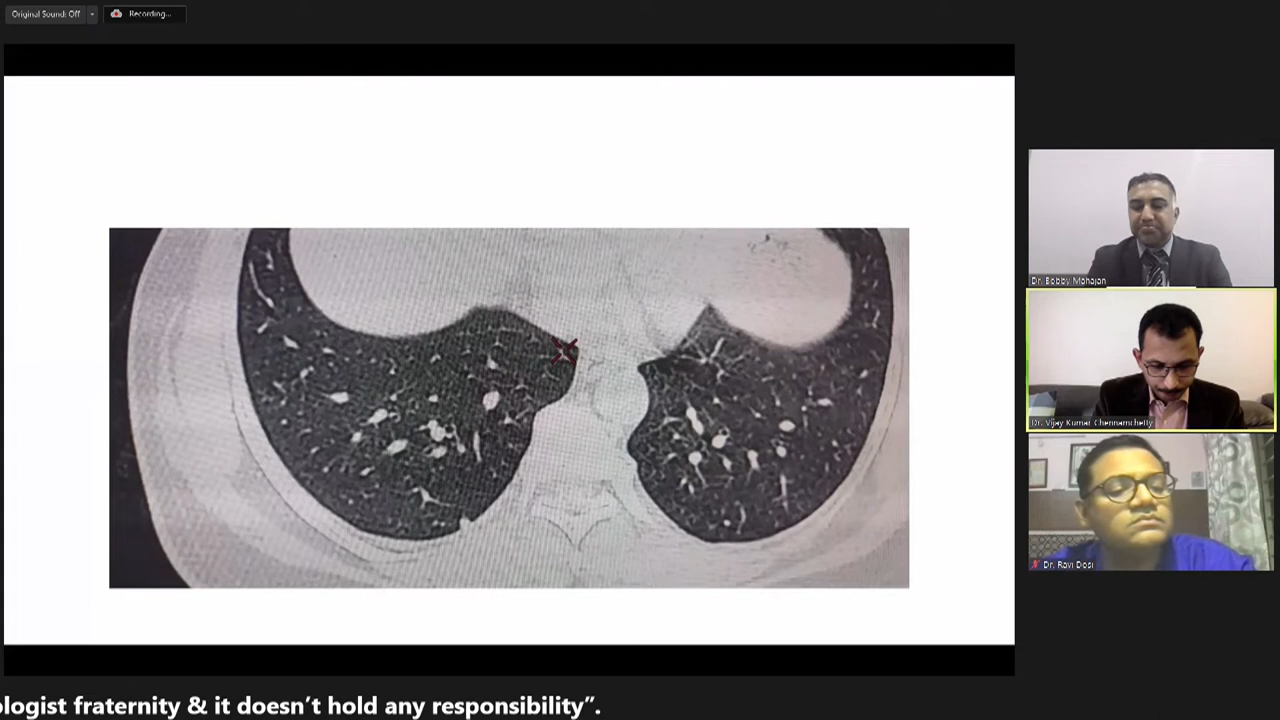 Original Sound: Off
Recording...
Dr. Bobby Mahajan
Dr. Vijay Kumar Chennamchetty
Dr. Ravi Dosi
ologist fraternity & it doesn’t hold any responsibility”.